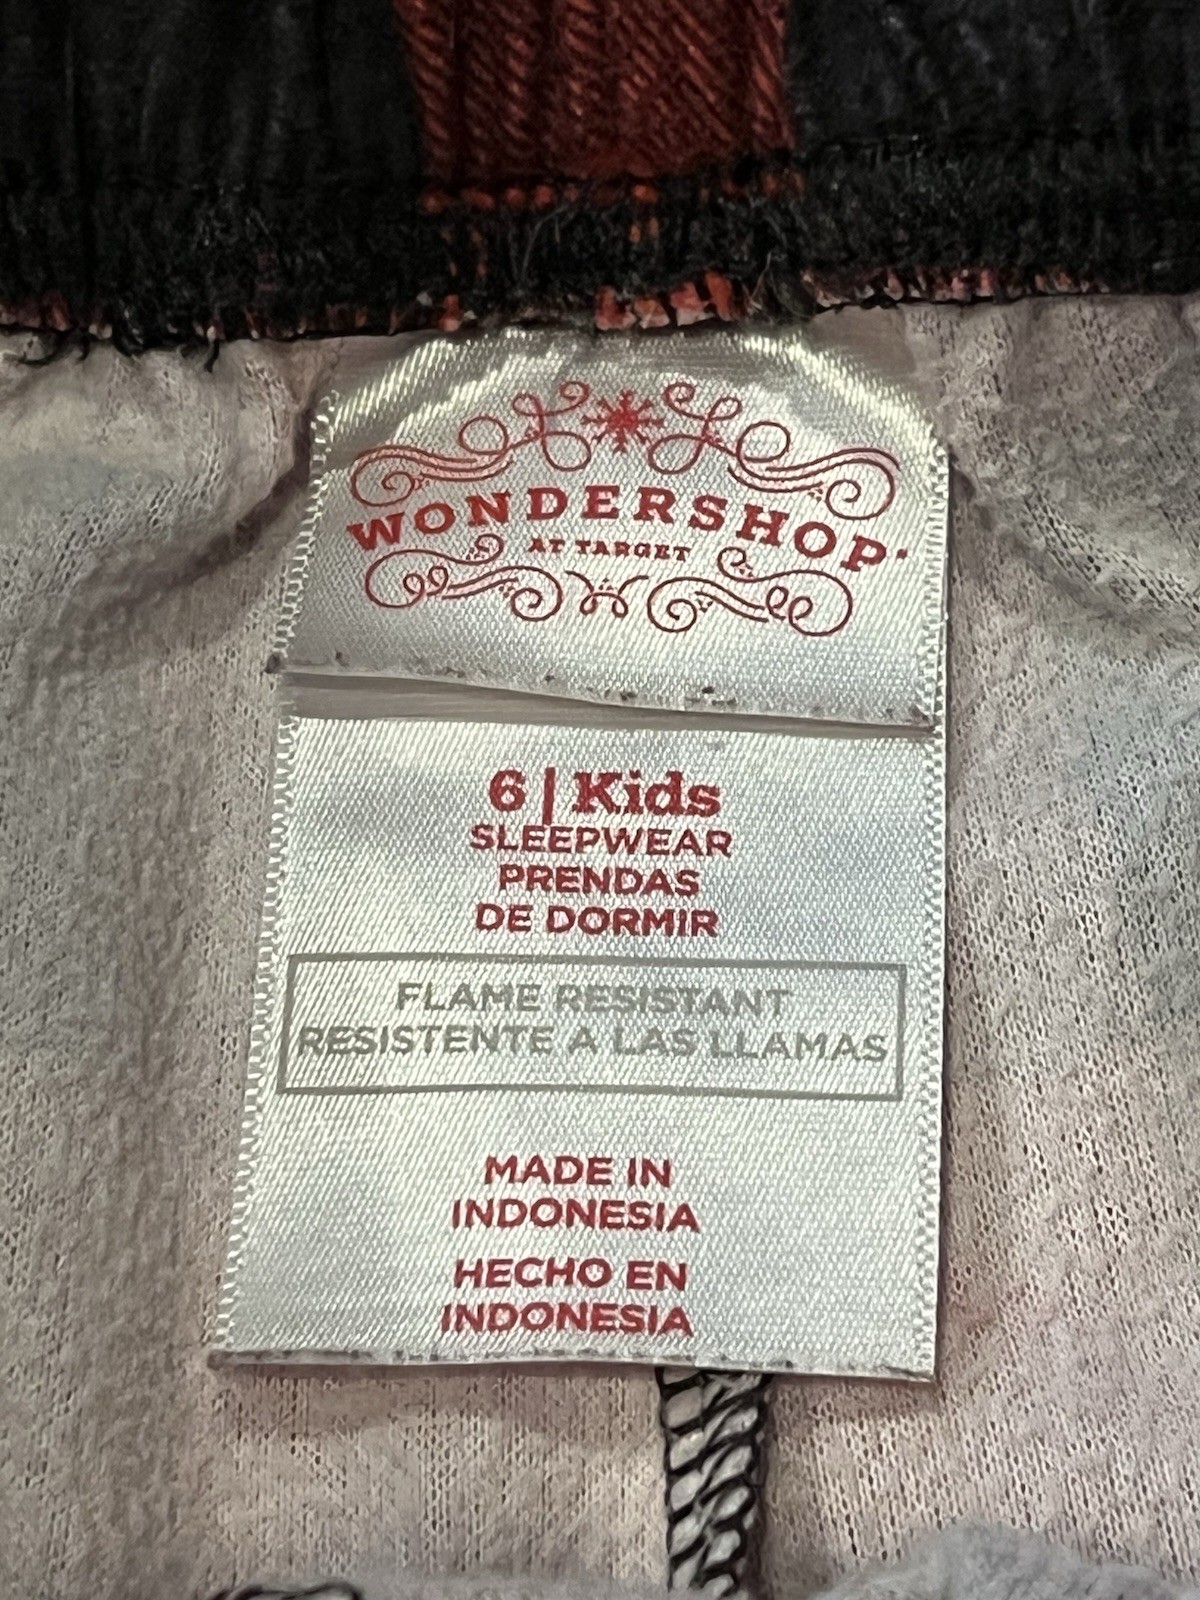 WONDERSHOP
AT TARGET
6 | Kids
SLEEPWEAR
PRENDAS
DE DORMIR
FLAME RESISTANT
RESISTENTE A LAS LLAMAS
MADE IN
INDONESIA
HECHO EN
INDONESIA